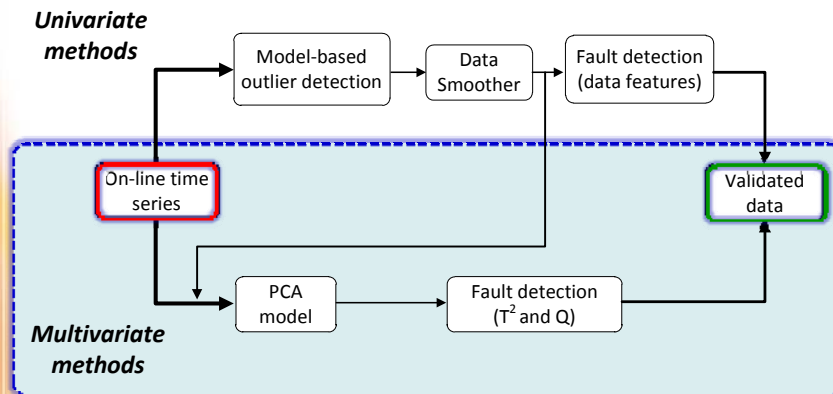 Univariate
methods
Model-based
outlier detection
Data
Smoother
Fault detection
(data features)
On-line time
series
Validated
data
PCA
model
Fault detection
(T² and Q)
Multivariate
methods